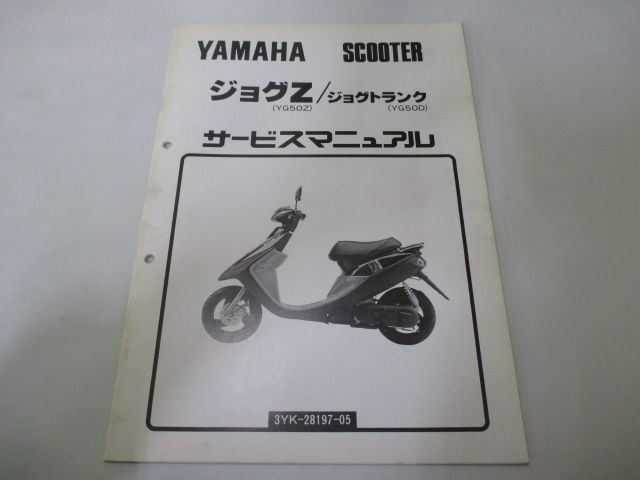 YAMAHA SCOOTER
ジョグZ/ジョグトランク
(YG50Z) (YG50D)
サービスマニュアル
3YK-28197-05